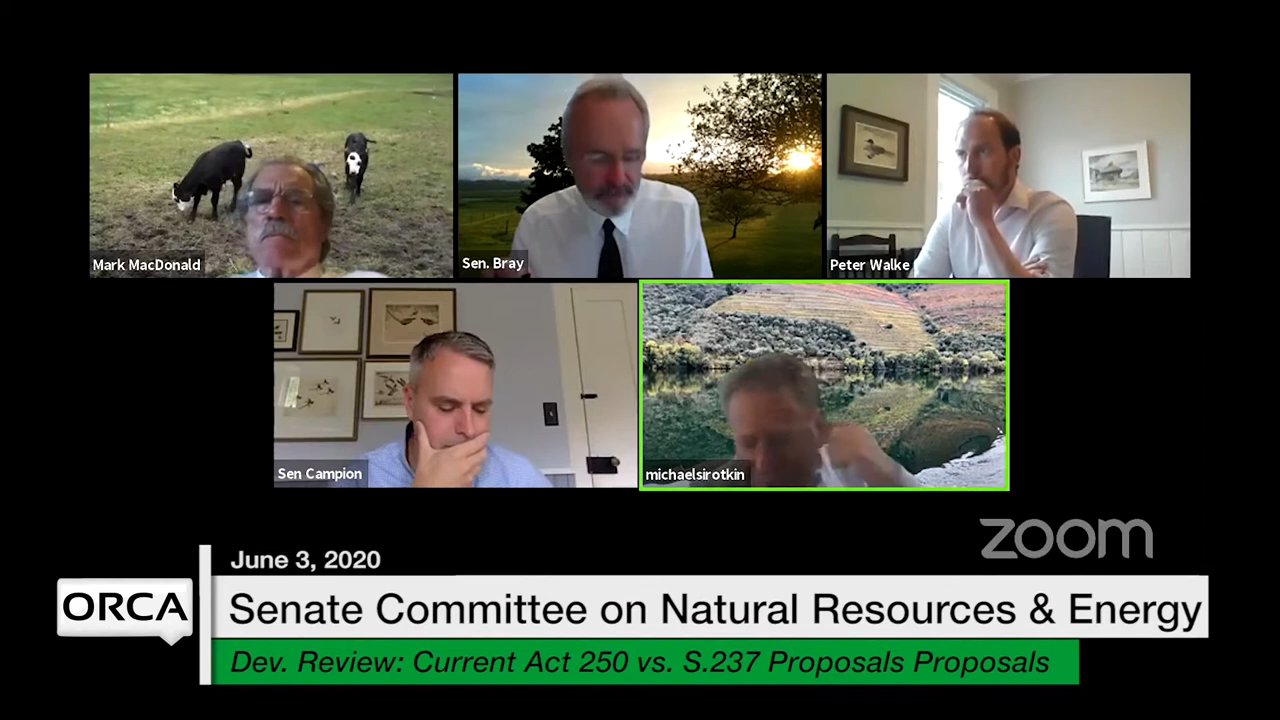 Mark MacDonald
Sen. Bray
Peter Walke
Sen Campion
michaelsirotkin
zoom
June 3, 2020
ORCA
Senate Committee on Natural Resources & Energy
Dev. Review: Current Act 250 vs. S.237 Proposals Proposals